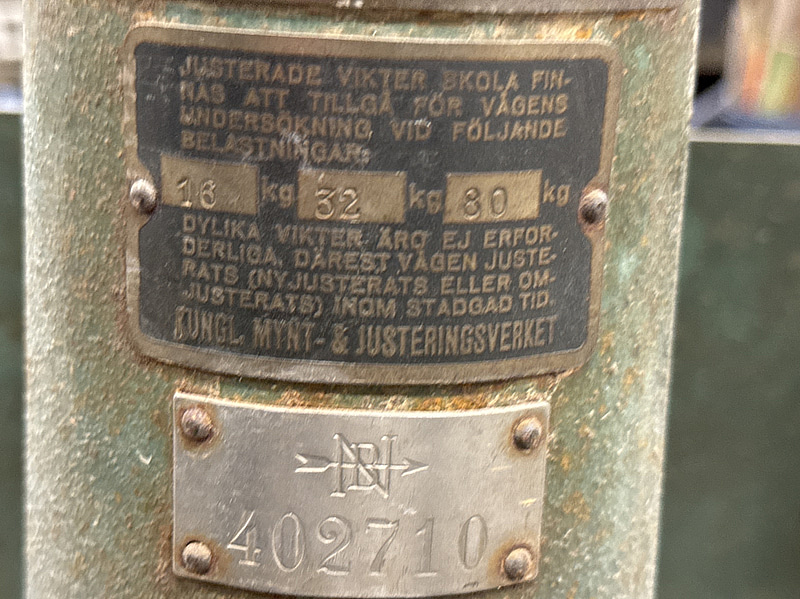 JUSTERADE VIKTER SKOLA FIN-
NAS ATT TILLGÅ FÖR VÅGENS
UNDERSÖKNING VID FÖLJANDE
BELASTNINGAR:
16 kg 32 kg 80 kg
DYLIKA VIKTER ÄRO EJ ERFOR-
DERLIGA, DÄREST VÅGEN JUSTE-
RATS (NYJUSTERATS ELLER OM-
JUSTERATS) INOM STADGAD TID.
KUNGL. MYNT- & JUSTERINGSVERKET
402710